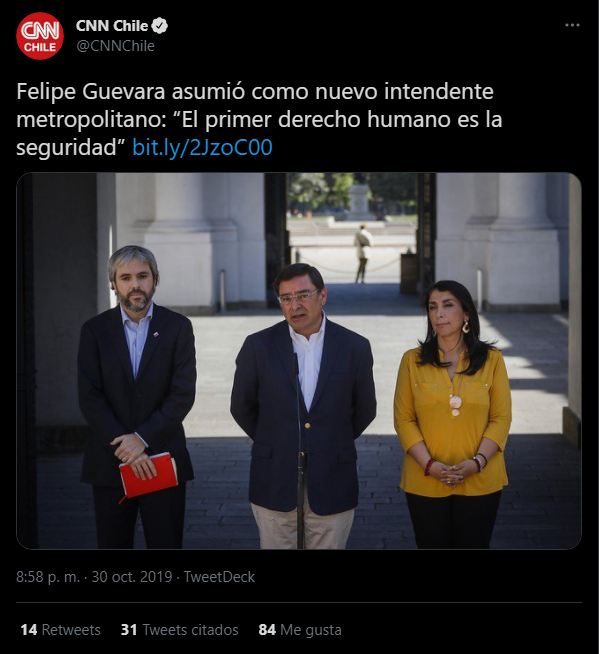 CNN
CHILE
CNN Chile
@CNNChile
Felipe Guevara asumió como nuevo intendente
metropolitano: “El primer derecho humano es la
seguridad” bit.ly/2JzoC00
8:58 p. m. · 30 oct. 2019 · TweetDeck
14 Retweets 31 Tweets citados 84 Me gusta